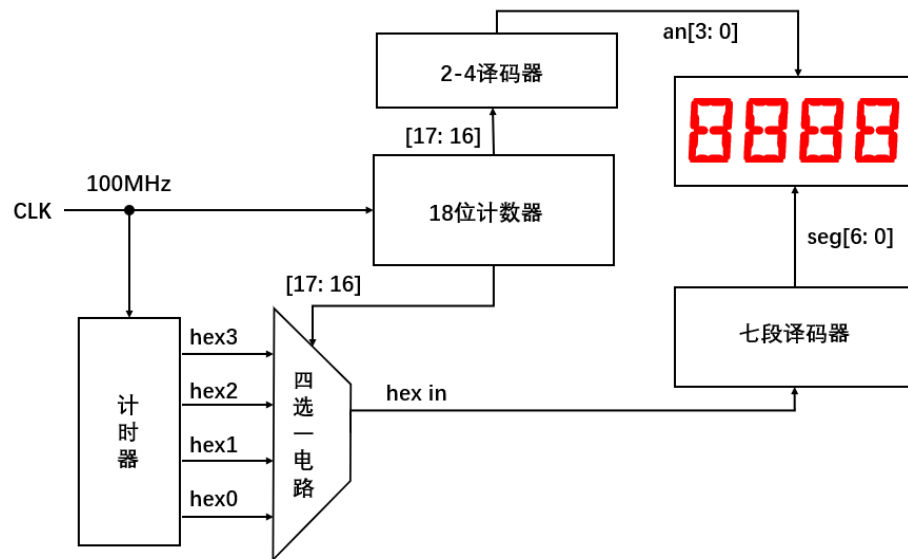 an[3: 0]
2-4译码器
[17: 16]
8888
100MHz
CLK
18位计数器
seg[6: 0]
[17: 16]
hex3
七段译码器
hex2
hex in
hex1
hex0
计时器
四选一电路